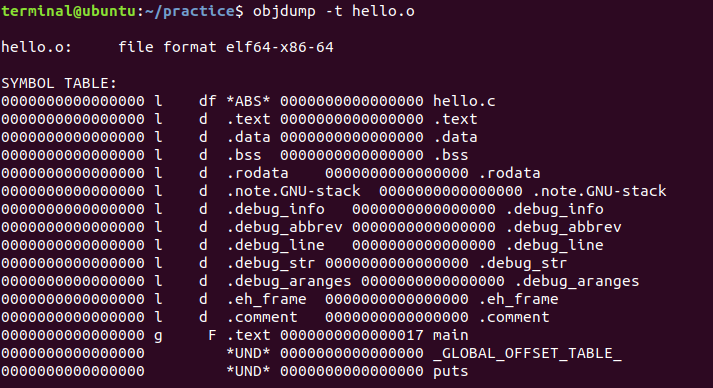 terminal@ubuntu:~/practice$ objdump -t hello.o
hello.o:     file format elf64-x86-64
SYMBOL TABLE:
0000000000000000 l    df *ABS* 0000000000000000 hello.c
0000000000000000 l    d  .text 0000000000000000 .text
0000000000000000 l    d  .data 0000000000000000 .data
0000000000000000 l    d  .bss  0000000000000000 .bss
0000000000000000 l    d  .rodata    0000000000000000 .rodata
0000000000000000 l    d  .note.GNU-stack  0000000000000000 .note.GNU-stack
0000000000000000 l    d  .debug_info   0000000000000000 .debug_info
0000000000000000 l    d  .debug_abbrev 0000000000000000 .debug_abbrev
0000000000000000 l    d  .debug_line   0000000000000000 .debug_line
0000000000000000 l    d  .debug_str 0000000000000000 .debug_str
0000000000000000 l    d  .debug_aranges 0000000000000000 .debug_aranges
0000000000000000 l    d  .eh_frame  0000000000000000 .eh_frame
0000000000000000 l    d  .comment   0000000000000000 .comment
0000000000000000 g     F .text 0000000000000017 main
0000000000000000         *UND* 0000000000000000 _GLOBAL_OFFSET_TABLE_
0000000000000000         *UND* 0000000000000000 puts